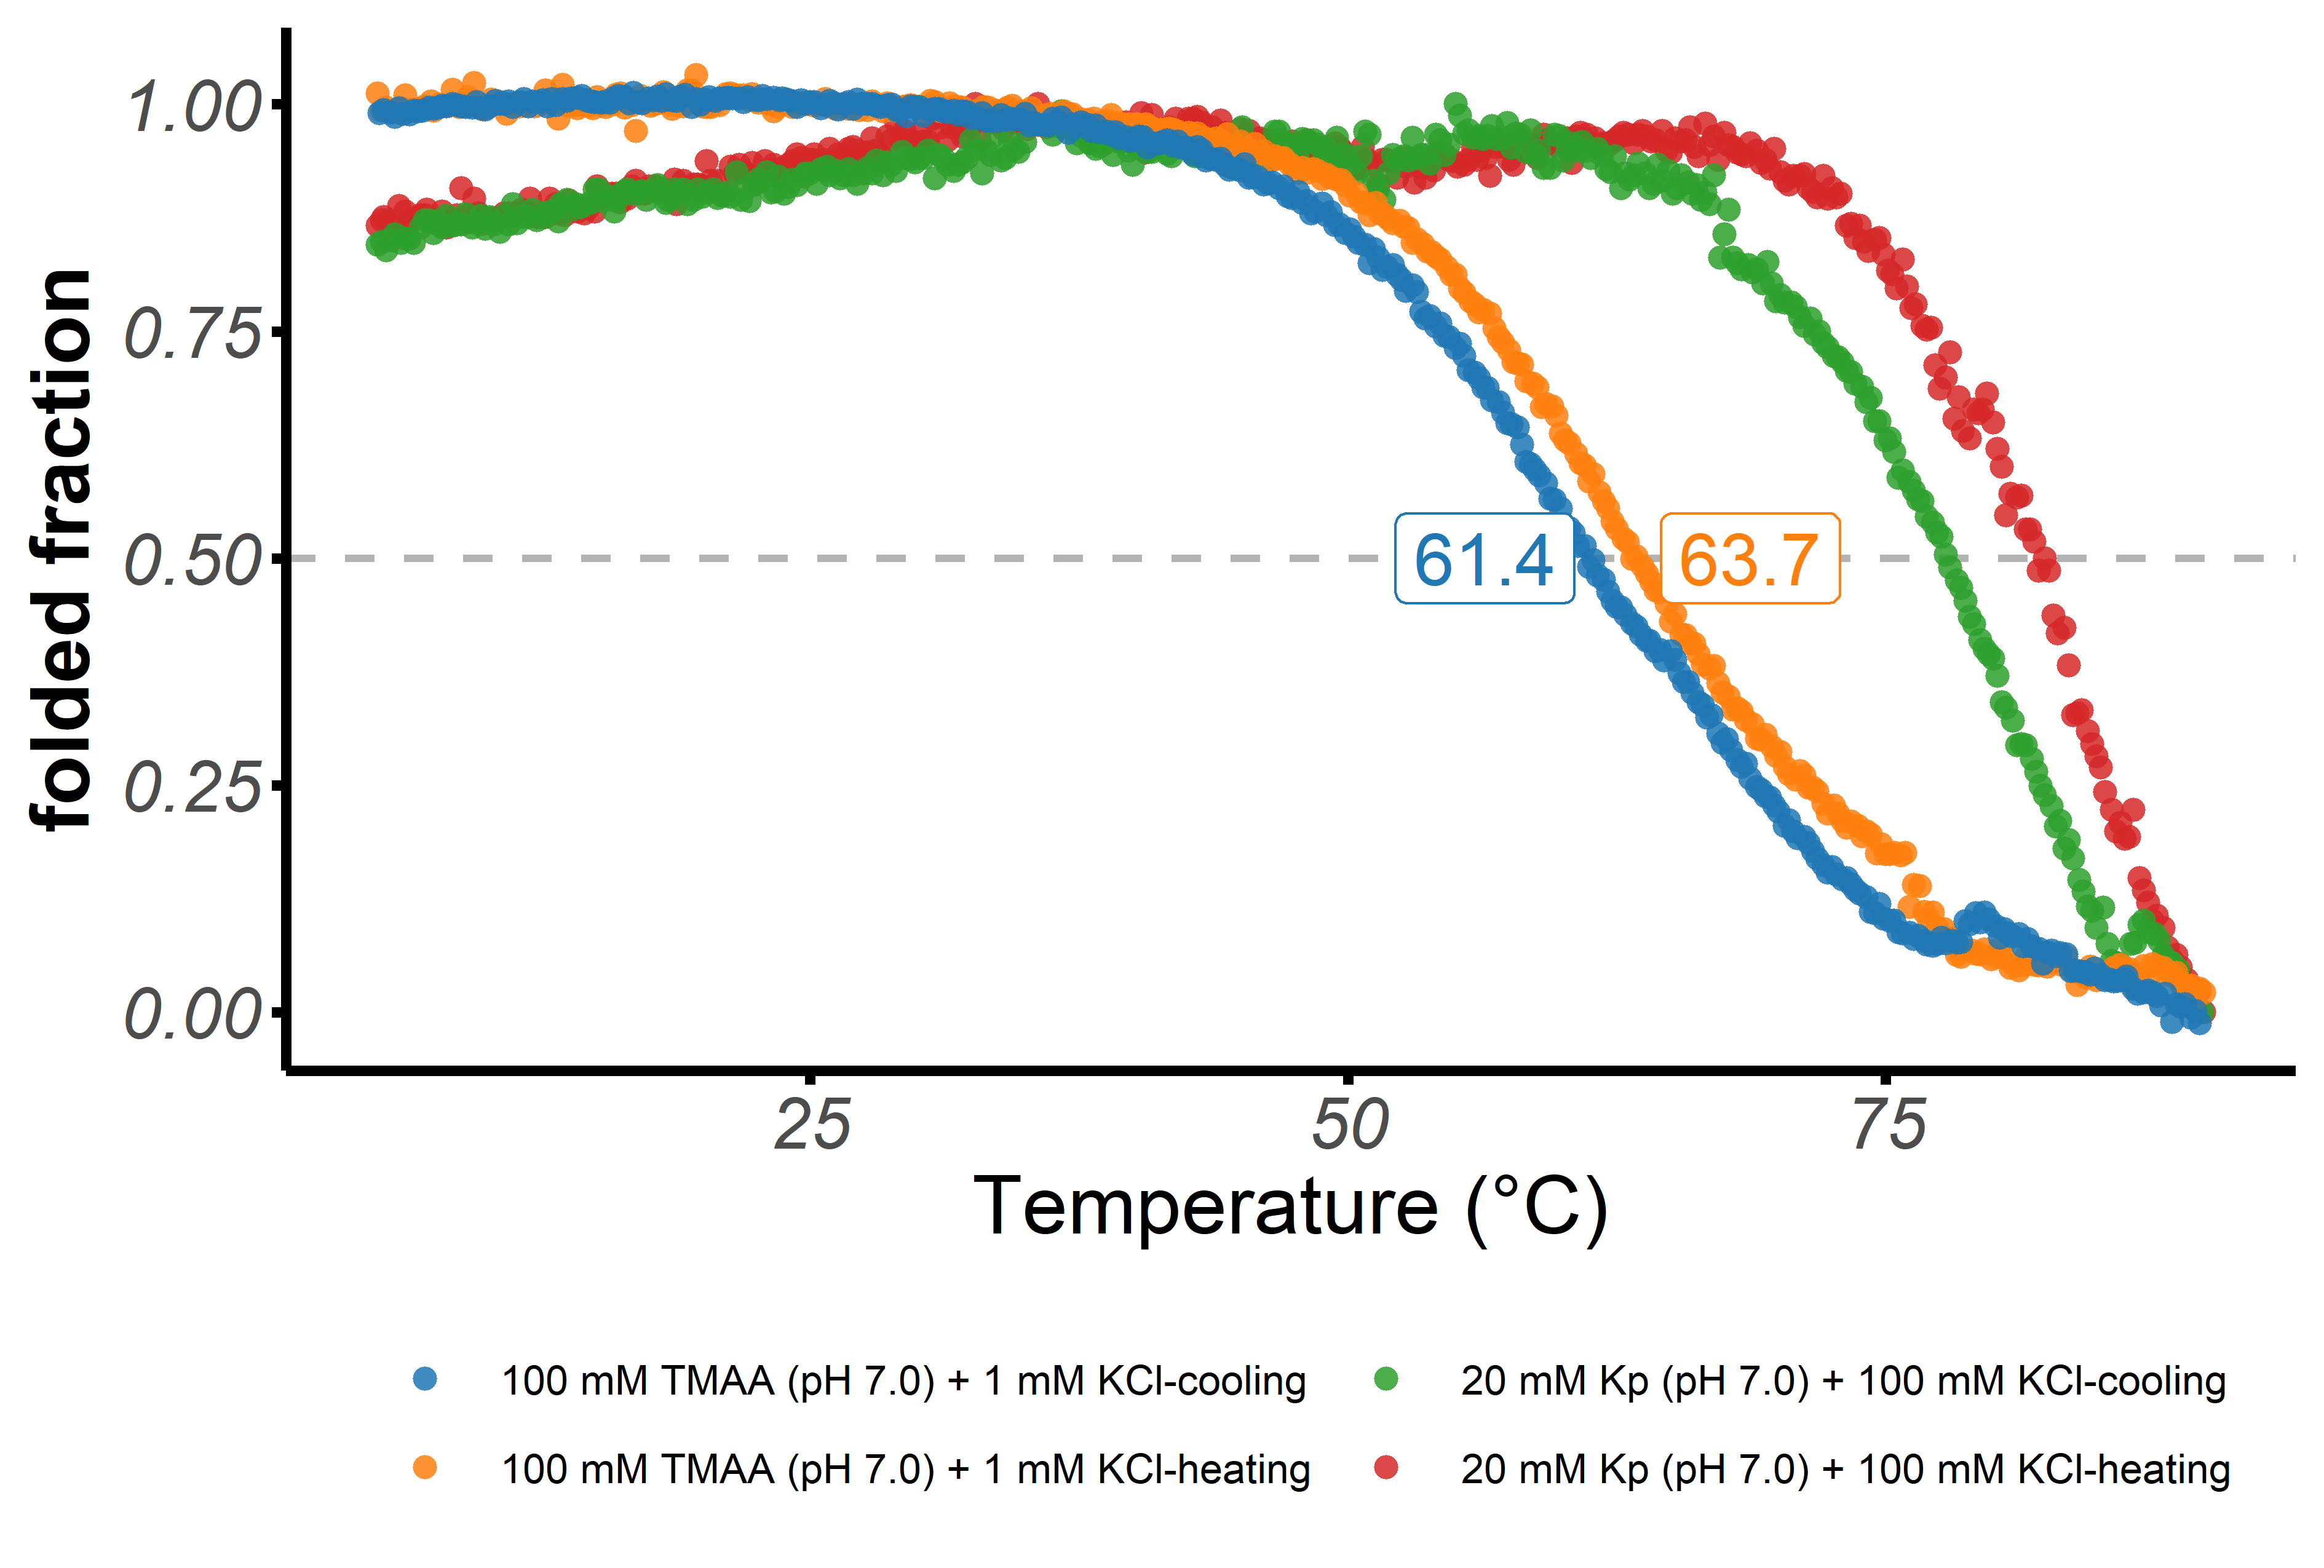 folded fraction
1.00
0.75
0.50
0.25
0.00
61.4
63.7
25 50 75
Temperature (°C)
100 mM TMAA (pH 7.0) + 1 mM KCl-cooling
20 mM Kp (pH 7.0) + 100 mM KCl-cooling
100 mM TMAA (pH 7.0) + 1 mM KCl-heating
20 mM Kp (pH 7.0) + 100 mM KCl-heating